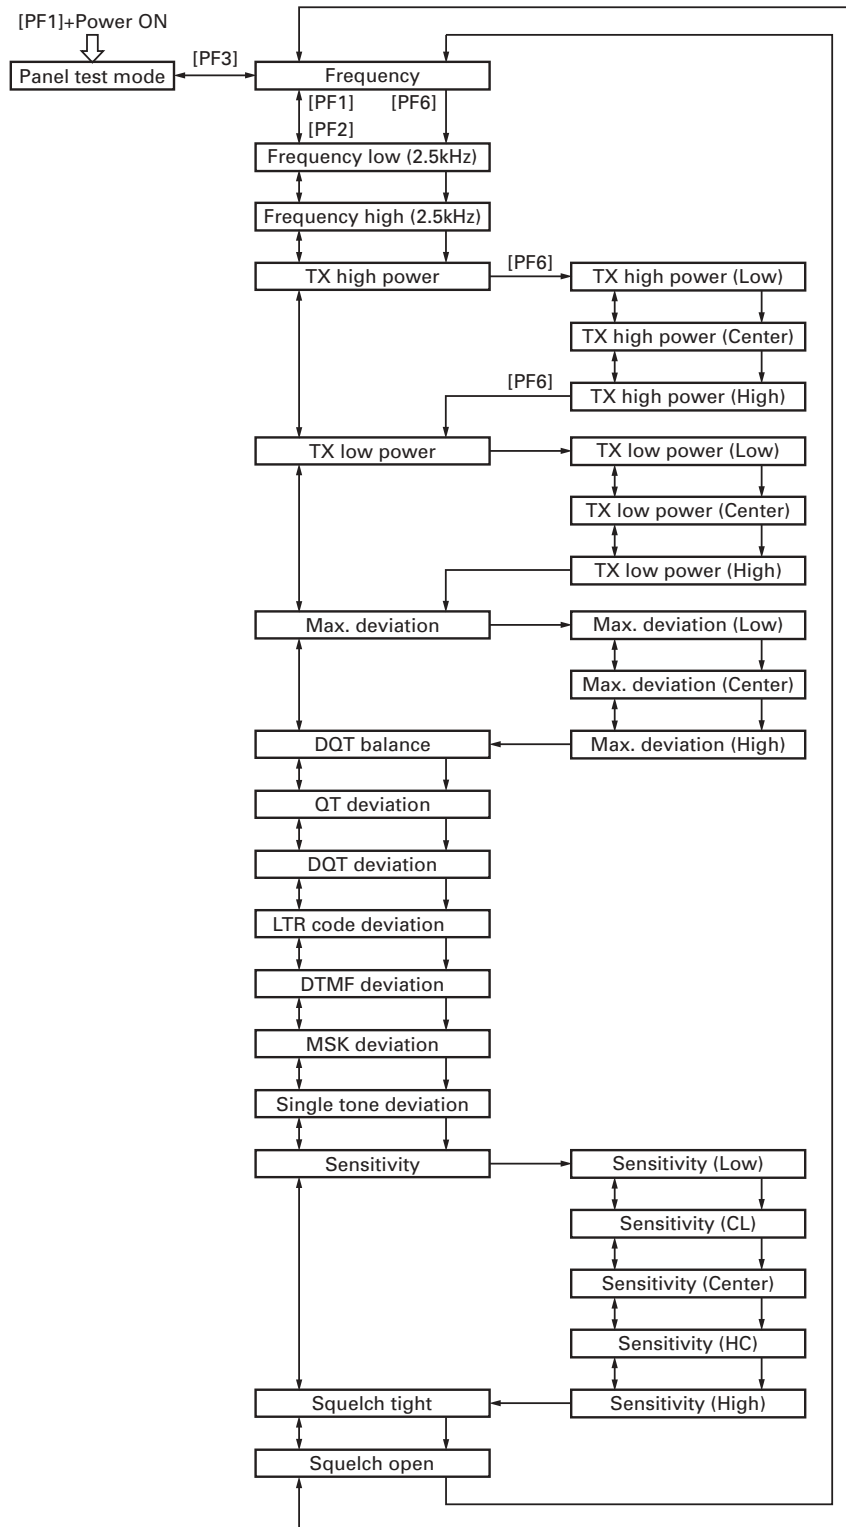 [PF1]+Power ON
Panel test mode
[PF3]
Frequency
[PF1]
[PF6]
[PF2]
Frequency low (2.5kHz)
Frequency high (2.5kHz)
TX high power
[PF6]
TX high power (Low)
TX high power (Center)
[PF6]
TX high power (High)
TX low power
TX low power (Low)
TX low power (Center)
TX low power (High)
Max. deviation
Max. deviation (Low)
Max. deviation (Center)
DQT balance
Max. deviation (High)
QT deviation
DQT deviation
LTR code deviation
DTMF deviation
MSK deviation
Single tone deviation
Sensitivity
Sensitivity (Low)
Sensitivity (CL)
Sensitivity (Center)
Sensitivity (HC)
Squelch tight
Sensitivity (High)
Squelch open